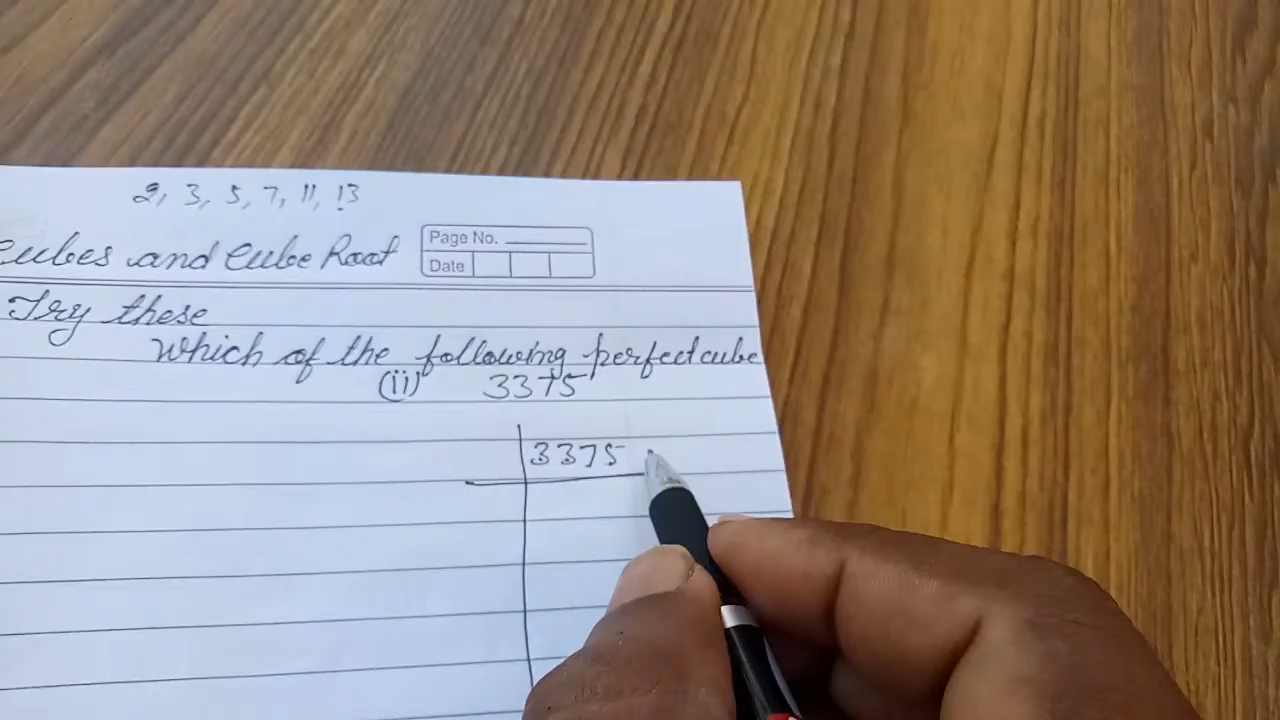 2, 3, 5, 7, 11, 13
Cubes and Cube Root
Page No.
Date
Try these
Which of the following perfect cube
(ii) 3375
3375